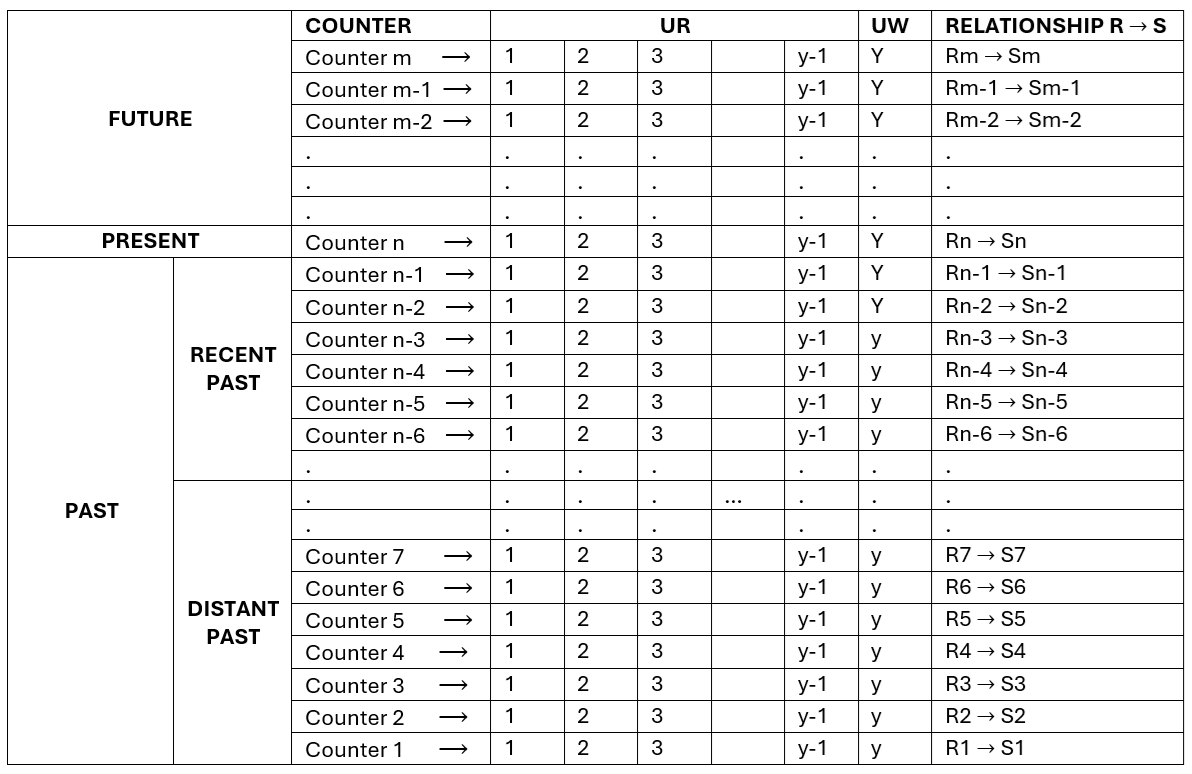 COUNTER UR UW RELATIONSHIP R → S
Counter m ⟶ 1 2 3 y-1 Y Rm → Sm
Counter m-1 ⟶ 1 2 3 y-1 Y Rm-1 → Sm-1
FUTURE
Counter m-2 ⟶ 1 2 3 y-1 Y Rm-2 → Sm-2
. . . . . . .
. . . . . . .
. . . . . . .
PRESENT Counter n ⟶ 1 2 3 y-1 Y Rn → Sn
Counter n-1 ⟶ 1 2 3 y-1 Y Rn-1 → Sn-1
Counter n-2 ⟶ 1 2 3 y-1 Y Rn-2 → Sn-2
Counter n-3 ⟶ 1 2 3 y-1 y Rn-3 → Sn-3
RECENT
PAST
Counter n-4 ⟶ 1 2 3 y-1 y Rn-4 → Sn-4
Counter n-5 ⟶ 1 2 3 y-1 y Rn-5 → Sn-5
Counter n-6 ⟶ 1 2 3 y-1 y Rn-6 → Sn-6
. . . . . . .
. . . . ... . . .
PAST
. . . . . . .
Counter 7 ⟶ 1 2 3 y-1 y R7 → S7
Counter 6 ⟶ 1 2 3 y-1 y R6 → S6
DISTANT
PAST
Counter 5 ⟶ 1 2 3 y-1 y R5 → S5
Counter 4 ⟶ 1 2 3 y-1 y R4 → S4
Counter 3 ⟶ 1 2 3 y-1 y R3 → S3
Counter 2 ⟶ 1 2 3 y-1 y R2 → S2
Counter 1 ⟶ 1 2 3 y-1 y R1 → S1